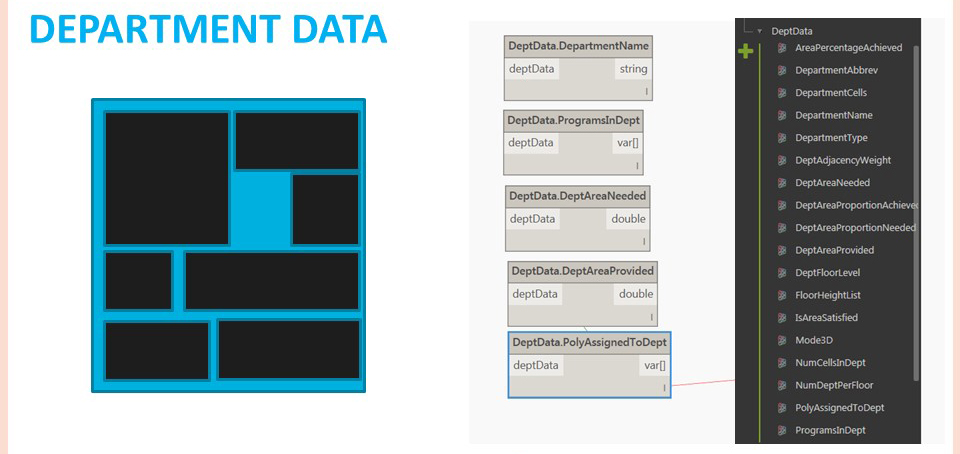 DEPARTMENT DATA
DeptData.DepartmentName
deptData string
DeptData.ProgramsInDept
deptData var[]
DeptData.DeptAreaNeeded
deptData double
DeptData.DeptAreaProvided
deptData double
DeptData.PolyAssignedToDept
deptData var[]
DeptData
AreaPercentageAchieved
DepartmentAbbrev
DepartmentCells
DepartmentName
DepartmentType
DeptAdjacencyWeight
DeptAreaNeeded
DeptAreaProportionAchieved
DeptAreaProportionNeeded
DeptAreaProvided
DeptFloorLevel
FloorHeightList
IsAreaSatisfied
Mode3D
NumCellsInDept
NumDeptPerFloor
PolyAssignedToDept
ProgramsInDept